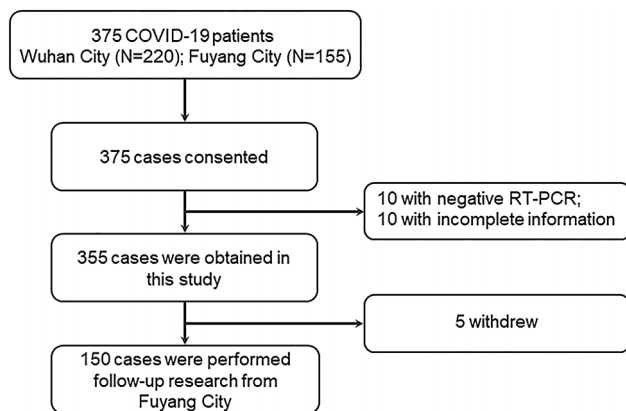 375 COVID-19 patients
Wuhan City (N=220); Fuyang City (N=155)
375 cases consented
10 with negative RT-PCR;
10 with incomplete information
355 cases were obtained in
this study
5 withdrew
150 cases were performed
follow-up research from
Fuyang City